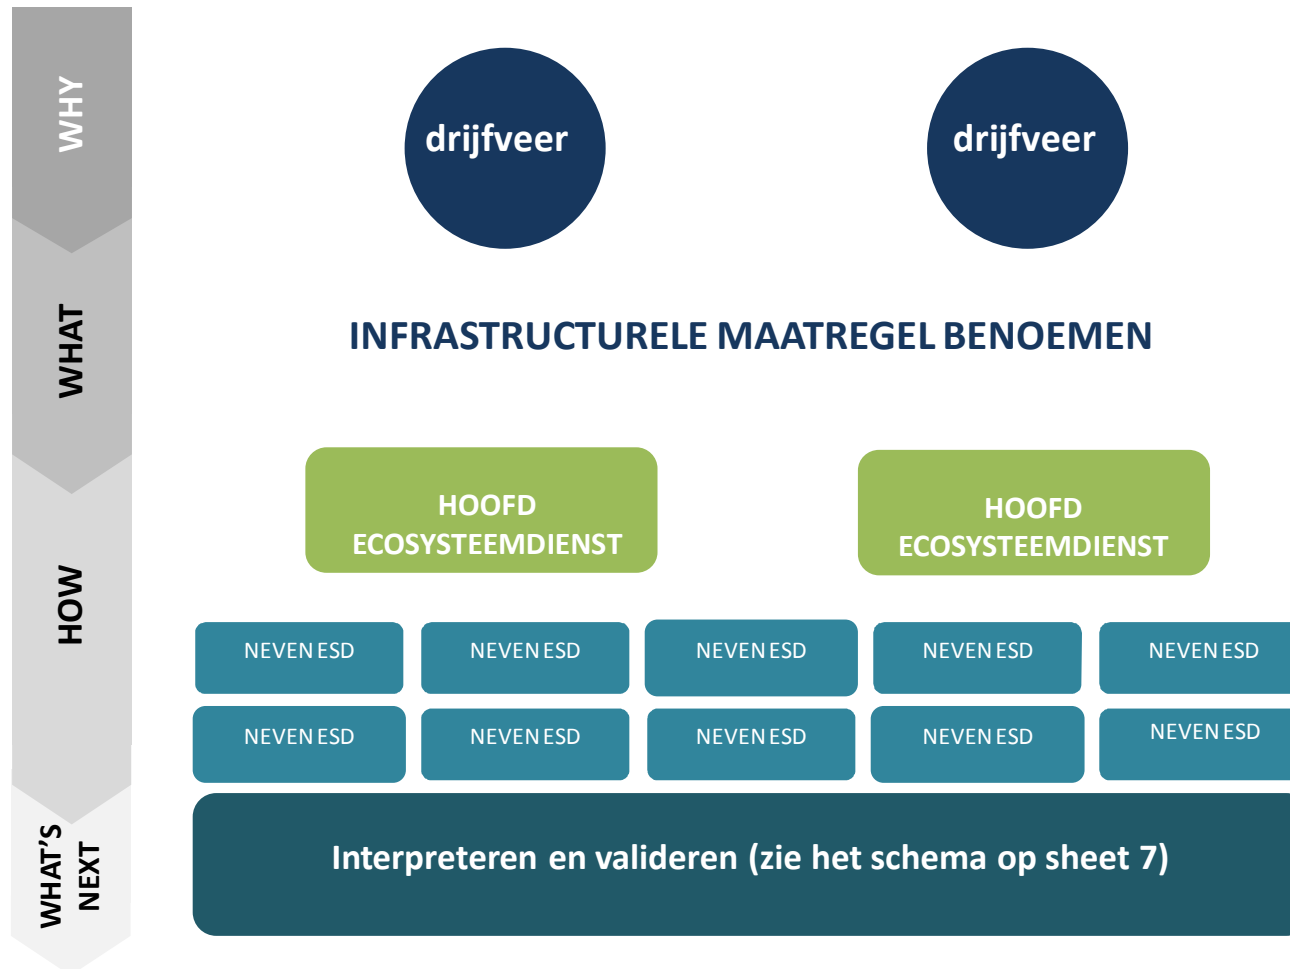 WHY
drijfveer
drijfveer
WHAT
INFRASTRUCTURELE MAATREGEL BENOEMEN
HOW
HOOFD
ECOSYSTEEMDIENST
HOOFD
ECOSYSTEEMDIENST
NEVEN ESD
NEVEN ESD
NEVEN ESD
NEVEN ESD
NEVEN ESD
NEVEN ESD
NEVEN ESD
NEVEN ESD
NEVEN ESD
NEVEN ESD
WHAT'S
NEXT
Interpreteren en valideren (zie het schema op sheet 7)